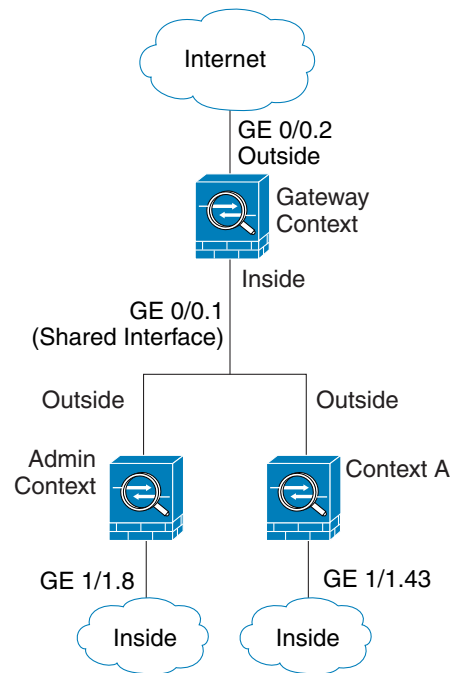 Internet
GE 0/0.2
Outside
Gateway
Context
Inside
GE 0/0.1
(Shared Interface)
Outside
Outside
Admin
Context
Context A
GE 1/1.8
GE 1/1.43
Inside
Inside